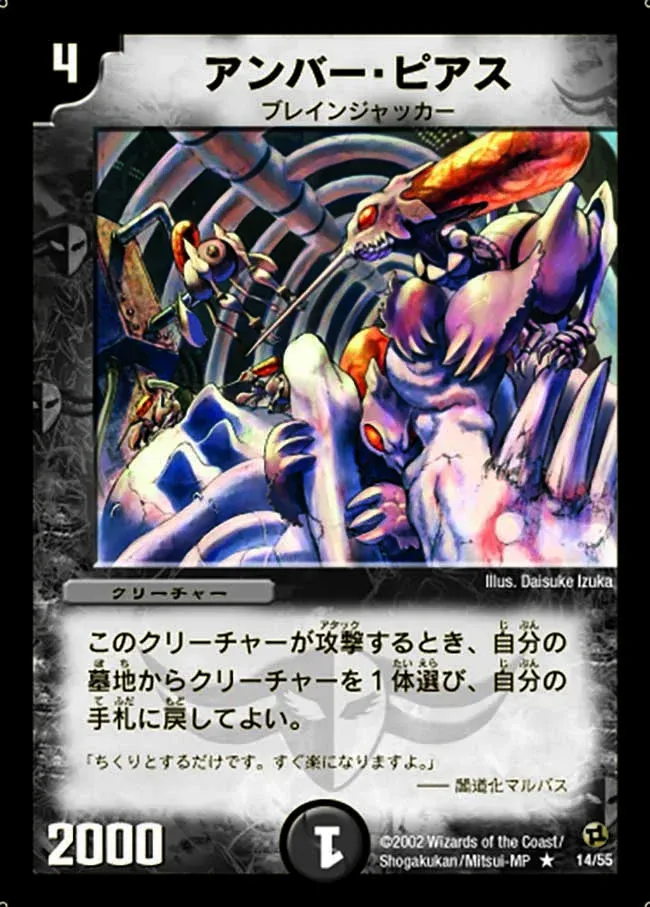 4
アンバー・ピアス
ブレインジャッカー
Illus. Daisuke Izuka
クリーチャー
このクリーチャーが攻撃するとき、自分の
墓地からクリーチャーを1体選び、自分の
手札に戻してよい。
「ちくりとするだけです。すぐ楽になりますよ。」
—— 闇道化マルバス
2000
1
©2002 Wizards of the Coast/
Shogakukan/Mitsui-MP ★ 14/55